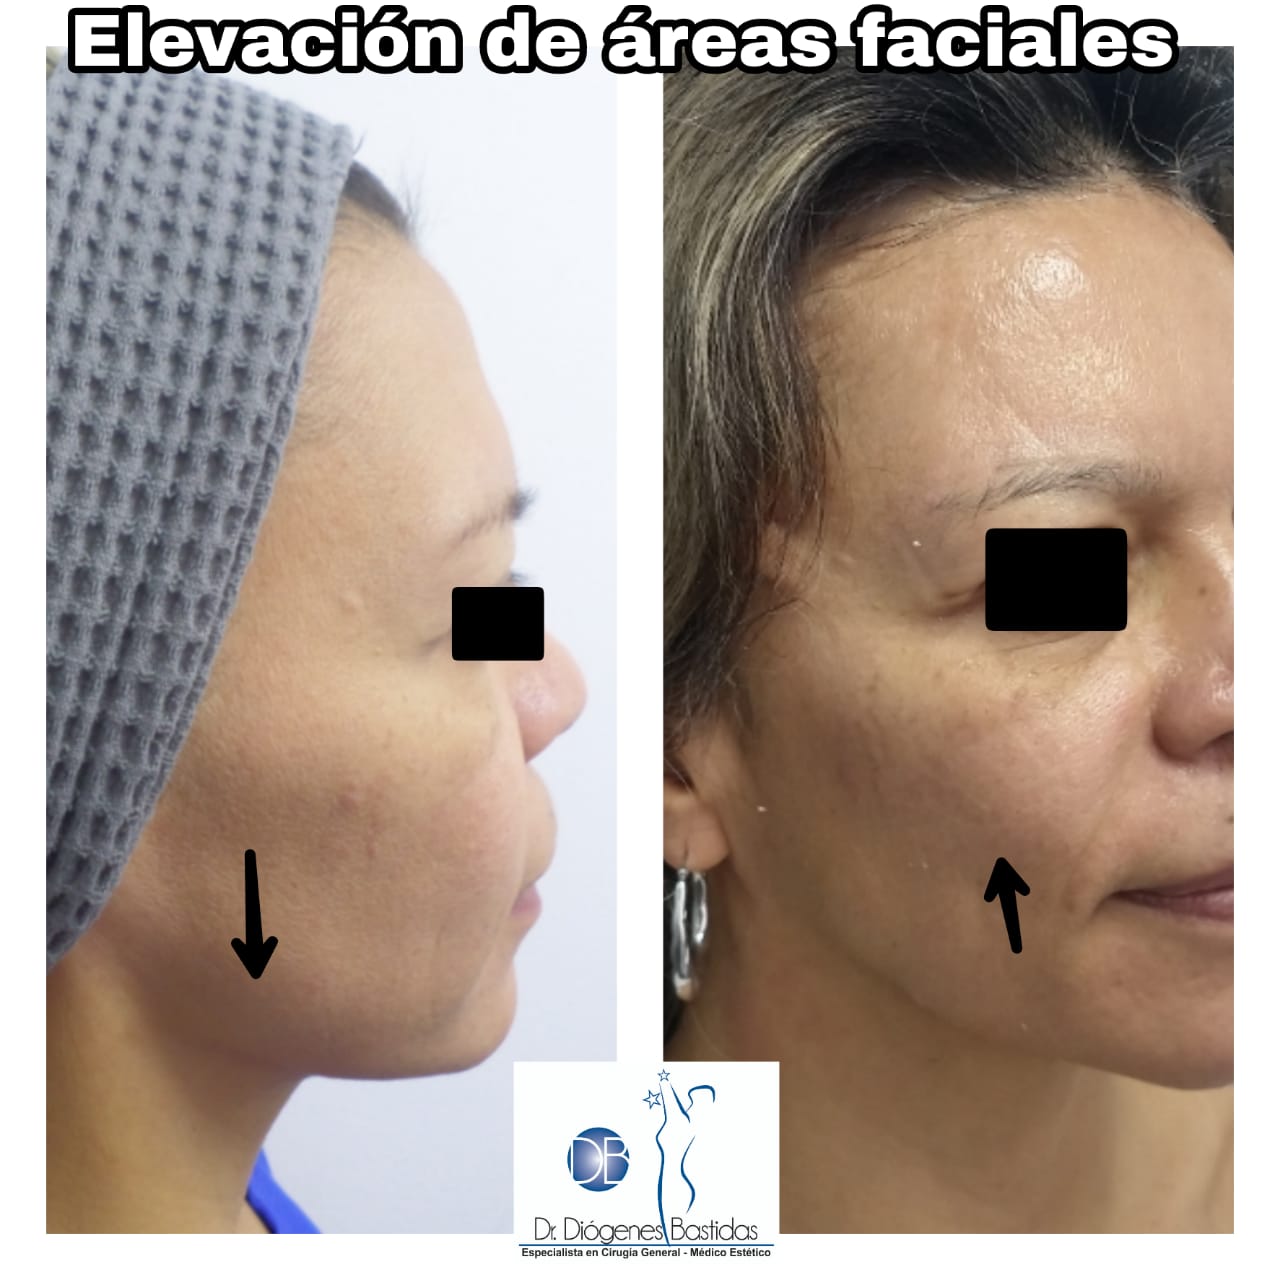 Elevación de áreas faciales
DB
Dr. Diógenes Bastidas
Especialista en Cirugía General - Médico Estético